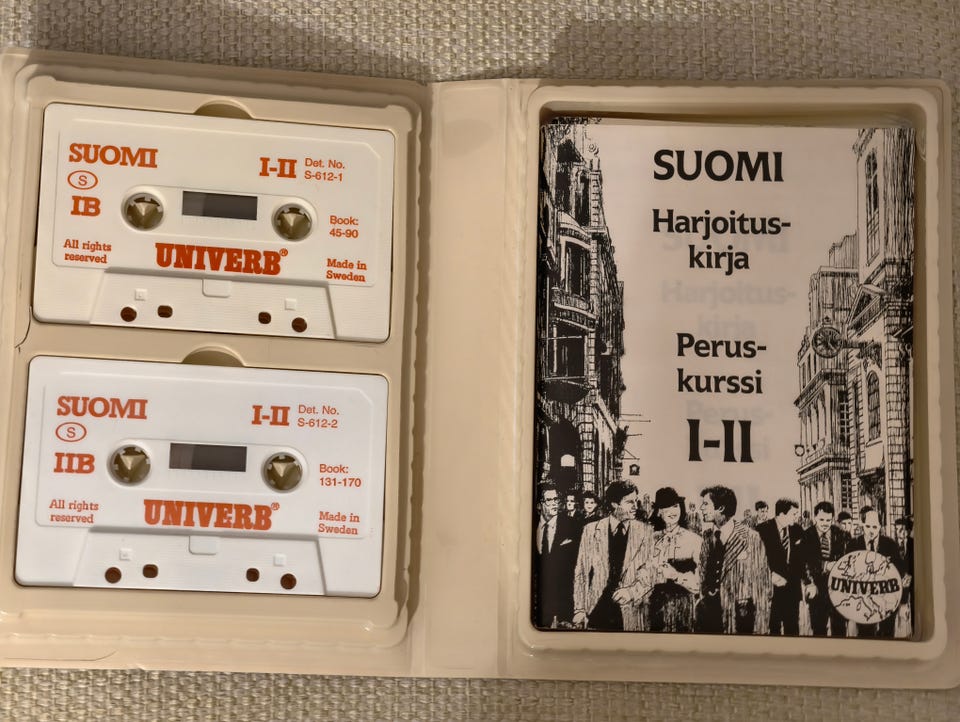 SUOMI
I-II
Det. No.
S-612-1
S
IB
Book:
45-90
All rights
reserved
UNIVERB®
Made in
Sweden
SUOMI
I-II
Det. No.
S-612-2
S
IIB
Book:
131-170
All rights
reserved
UNIVERB®
Made in
Sweden
SUOMI
Harjoitus-
kirja
Perus-
kurssi
I-II
UNIVERB